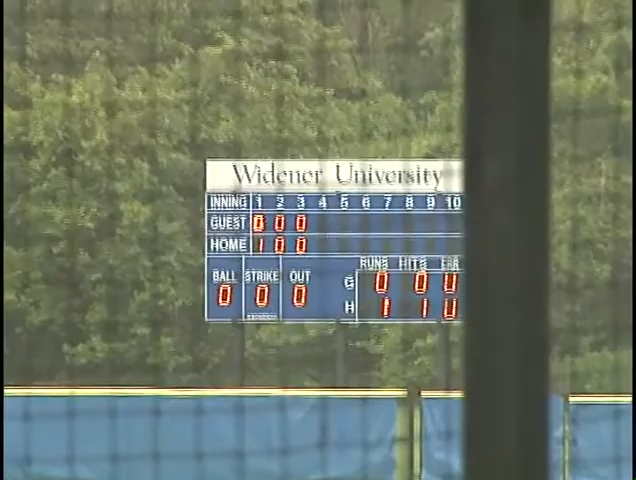 Widener University
INNING 1 2 3 4 5 6 7 8 9 10
GUEST 0 0 0
HOME 1 0 0
RUNS HITS ERR
BALL STRIKE OUT
G 0 0 0
0 0 0
H 1 1 0